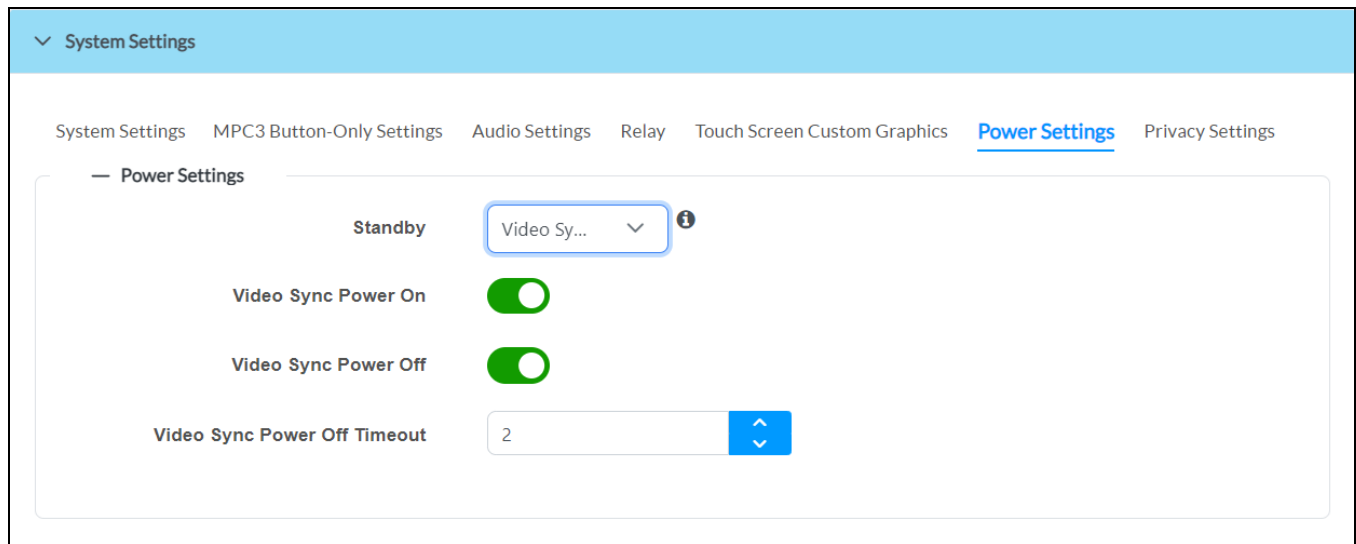 System Settings
System Settings MPC3 Button-Only Settings Audio Settings Relay Touch Screen Custom Graphics Power Settings Privacy Settings
Power Settings
Standby Video Sy...
Video Sync Power On
Video Sync Power Off
Video Sync Power Off Timeout 2